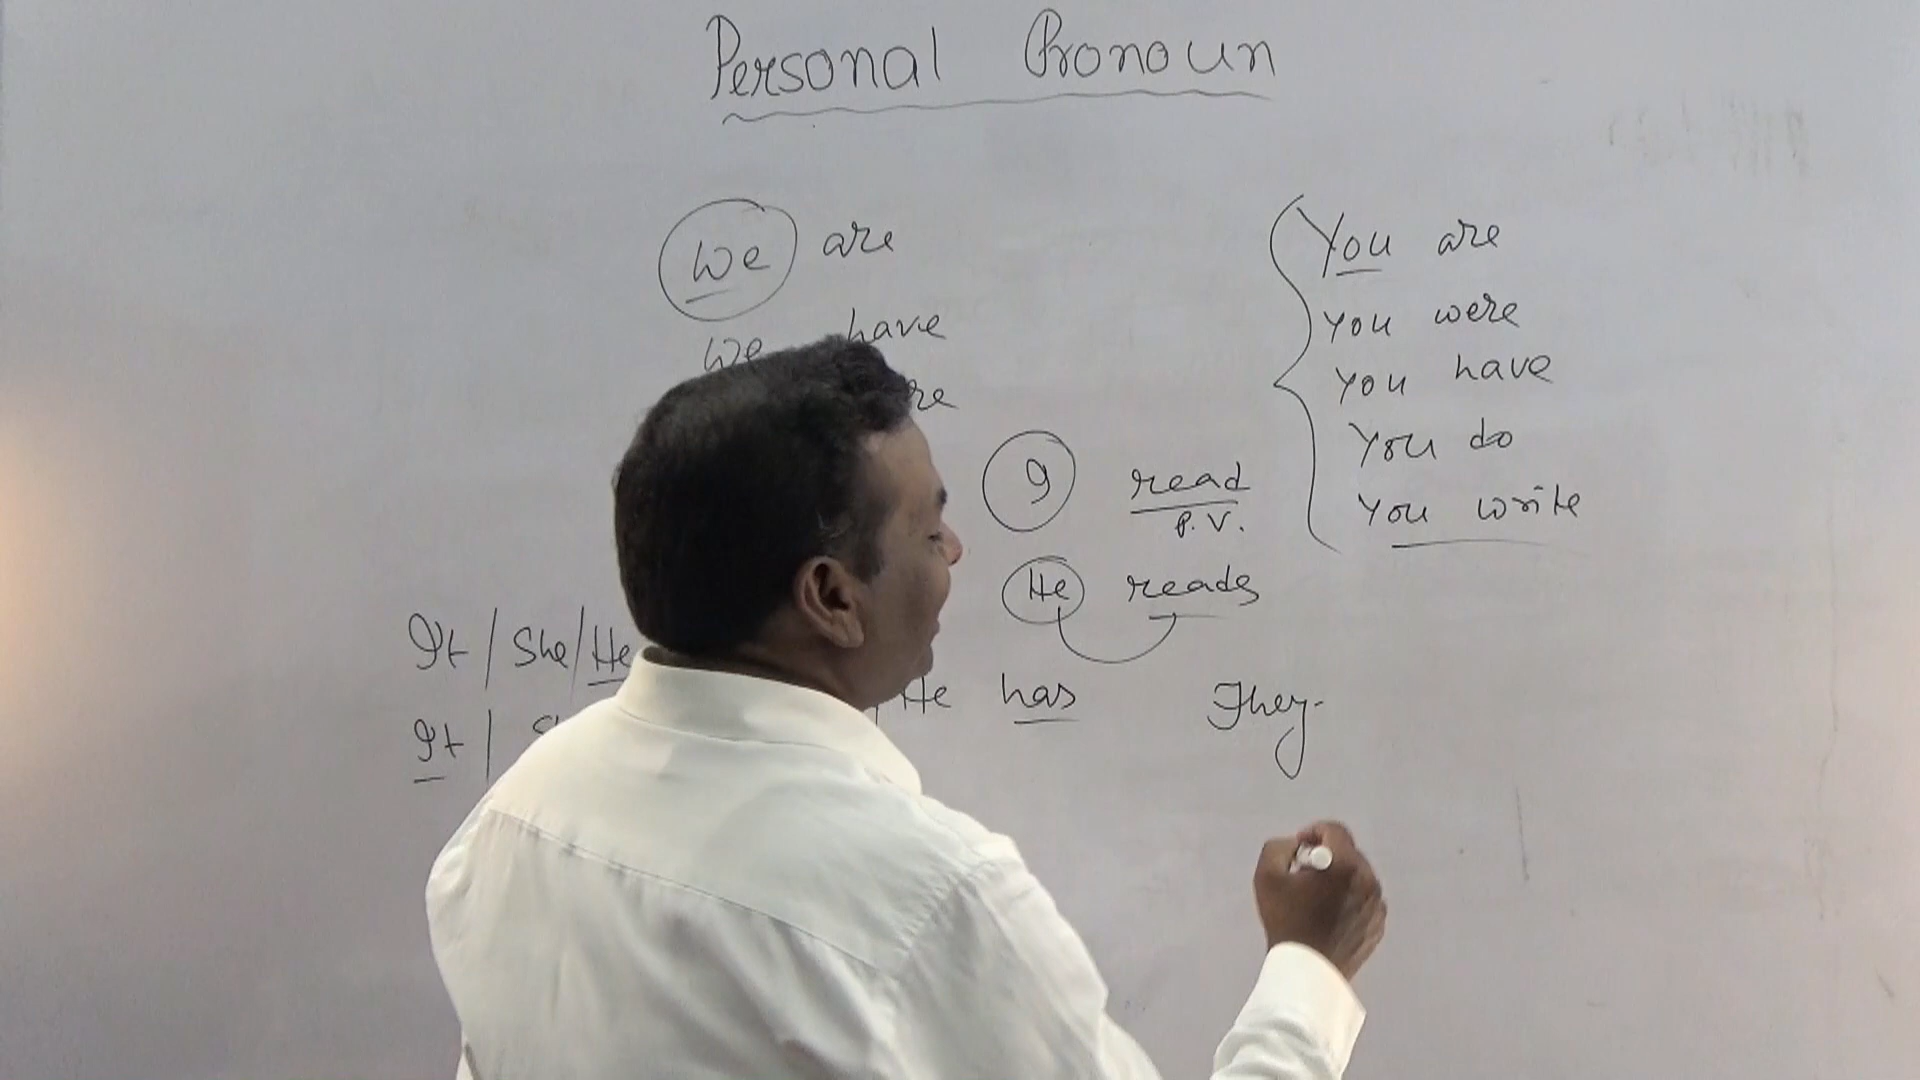 Personal Pronoun
We are
We have
I read
P.V.
He reads
You are
You were
You have
You do
You write
It / She / He
He has
They
It /